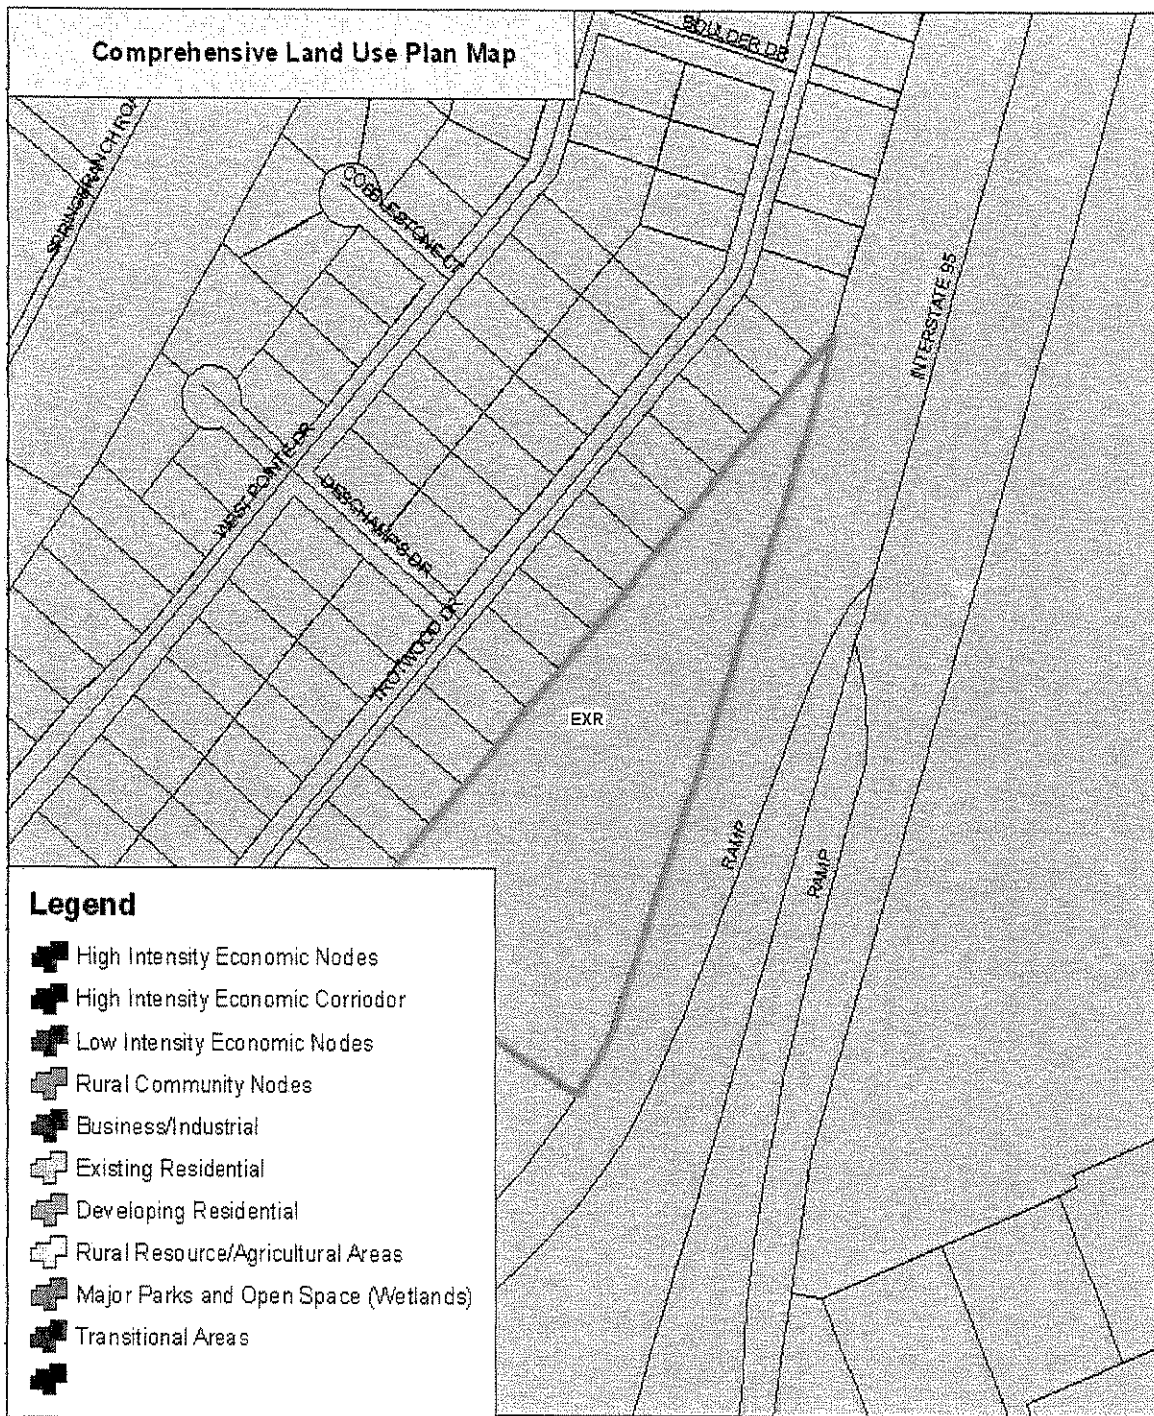 Comprehensive Land Use Plan Map
BOULDER DR
SPRINGBRANCH ROA
COBBLESTONE CT
INTERSTATE 95
WEST POINTE DR
DESCHAMPS DR
TROTWOOD DR
EXR
RAMP
RAMP
Legend
High Intensity Economic Nodes
High Intensity Economic Corriodor
Low Intensity Economic Nodes
Rural Community Nodes
Business/Industrial
Existing Residential
Developing Residential
Rural Resource/Agricultural Areas
Major Parks and Open Space (Wetlands)
Transitional Areas